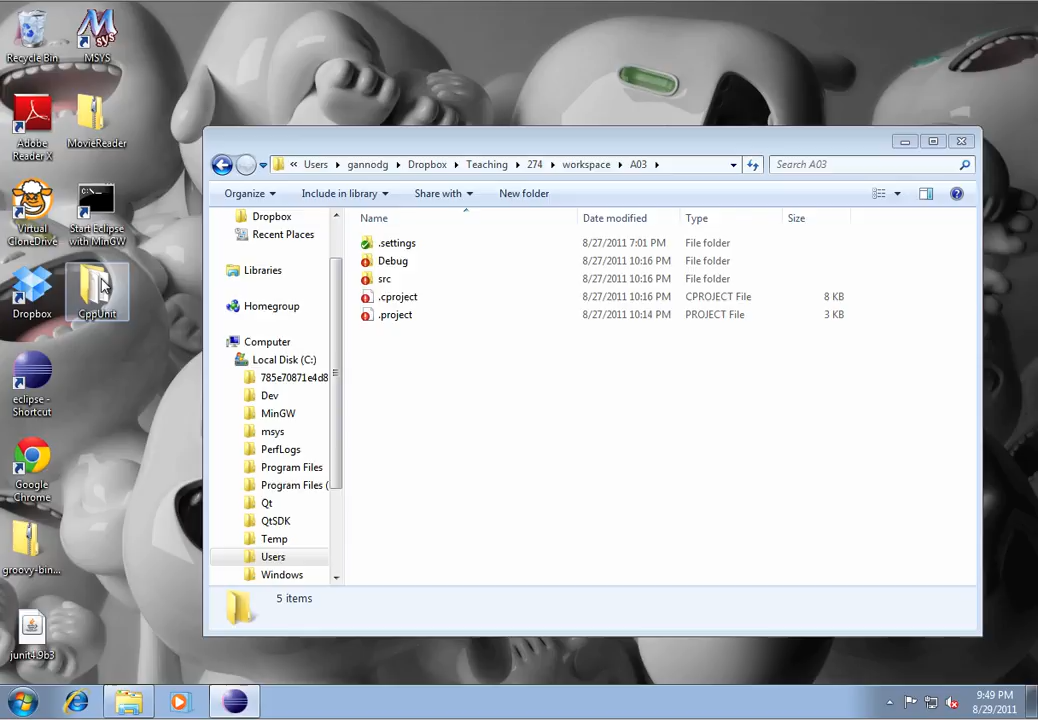 Recycle Bin
MSYS
Adobe
Reader X
MovieReader
Virtual
CloneDrive
Start Eclipse
with MinGW
Dropbox
CppUnit
eclipse -
Shortcut
Google
Chrome
groovy-bin...
junit4.9b3
« Users ▸ gannodg ▸ Dropbox ▸ Teaching ▸ 274 ▸ workspace ▸ A03 ▸
Search A03
Organize
Include in library
Share with
New folder
Dropbox
Recent Places
Libraries
Homegroup
Computer
Local Disk (C:)
785e70871e4d8
Dev
MinGW
msys
PerfLogs
Program Files
Program Files (
Qt
QtSDK
Temp
Users
Windows
Name Date modified Type Size
.settings 8/27/2011 7:01 PM File folder
Debug 8/27/2011 10:16 PM File folder
src 8/27/2011 10:16 PM File folder
.cproject 8/27/2011 10:16 PM CPROJECT File 8 KB
.project 8/27/2011 10:14 PM PROJECT File 3 KB
5 items
9:49 PM
8/29/2011